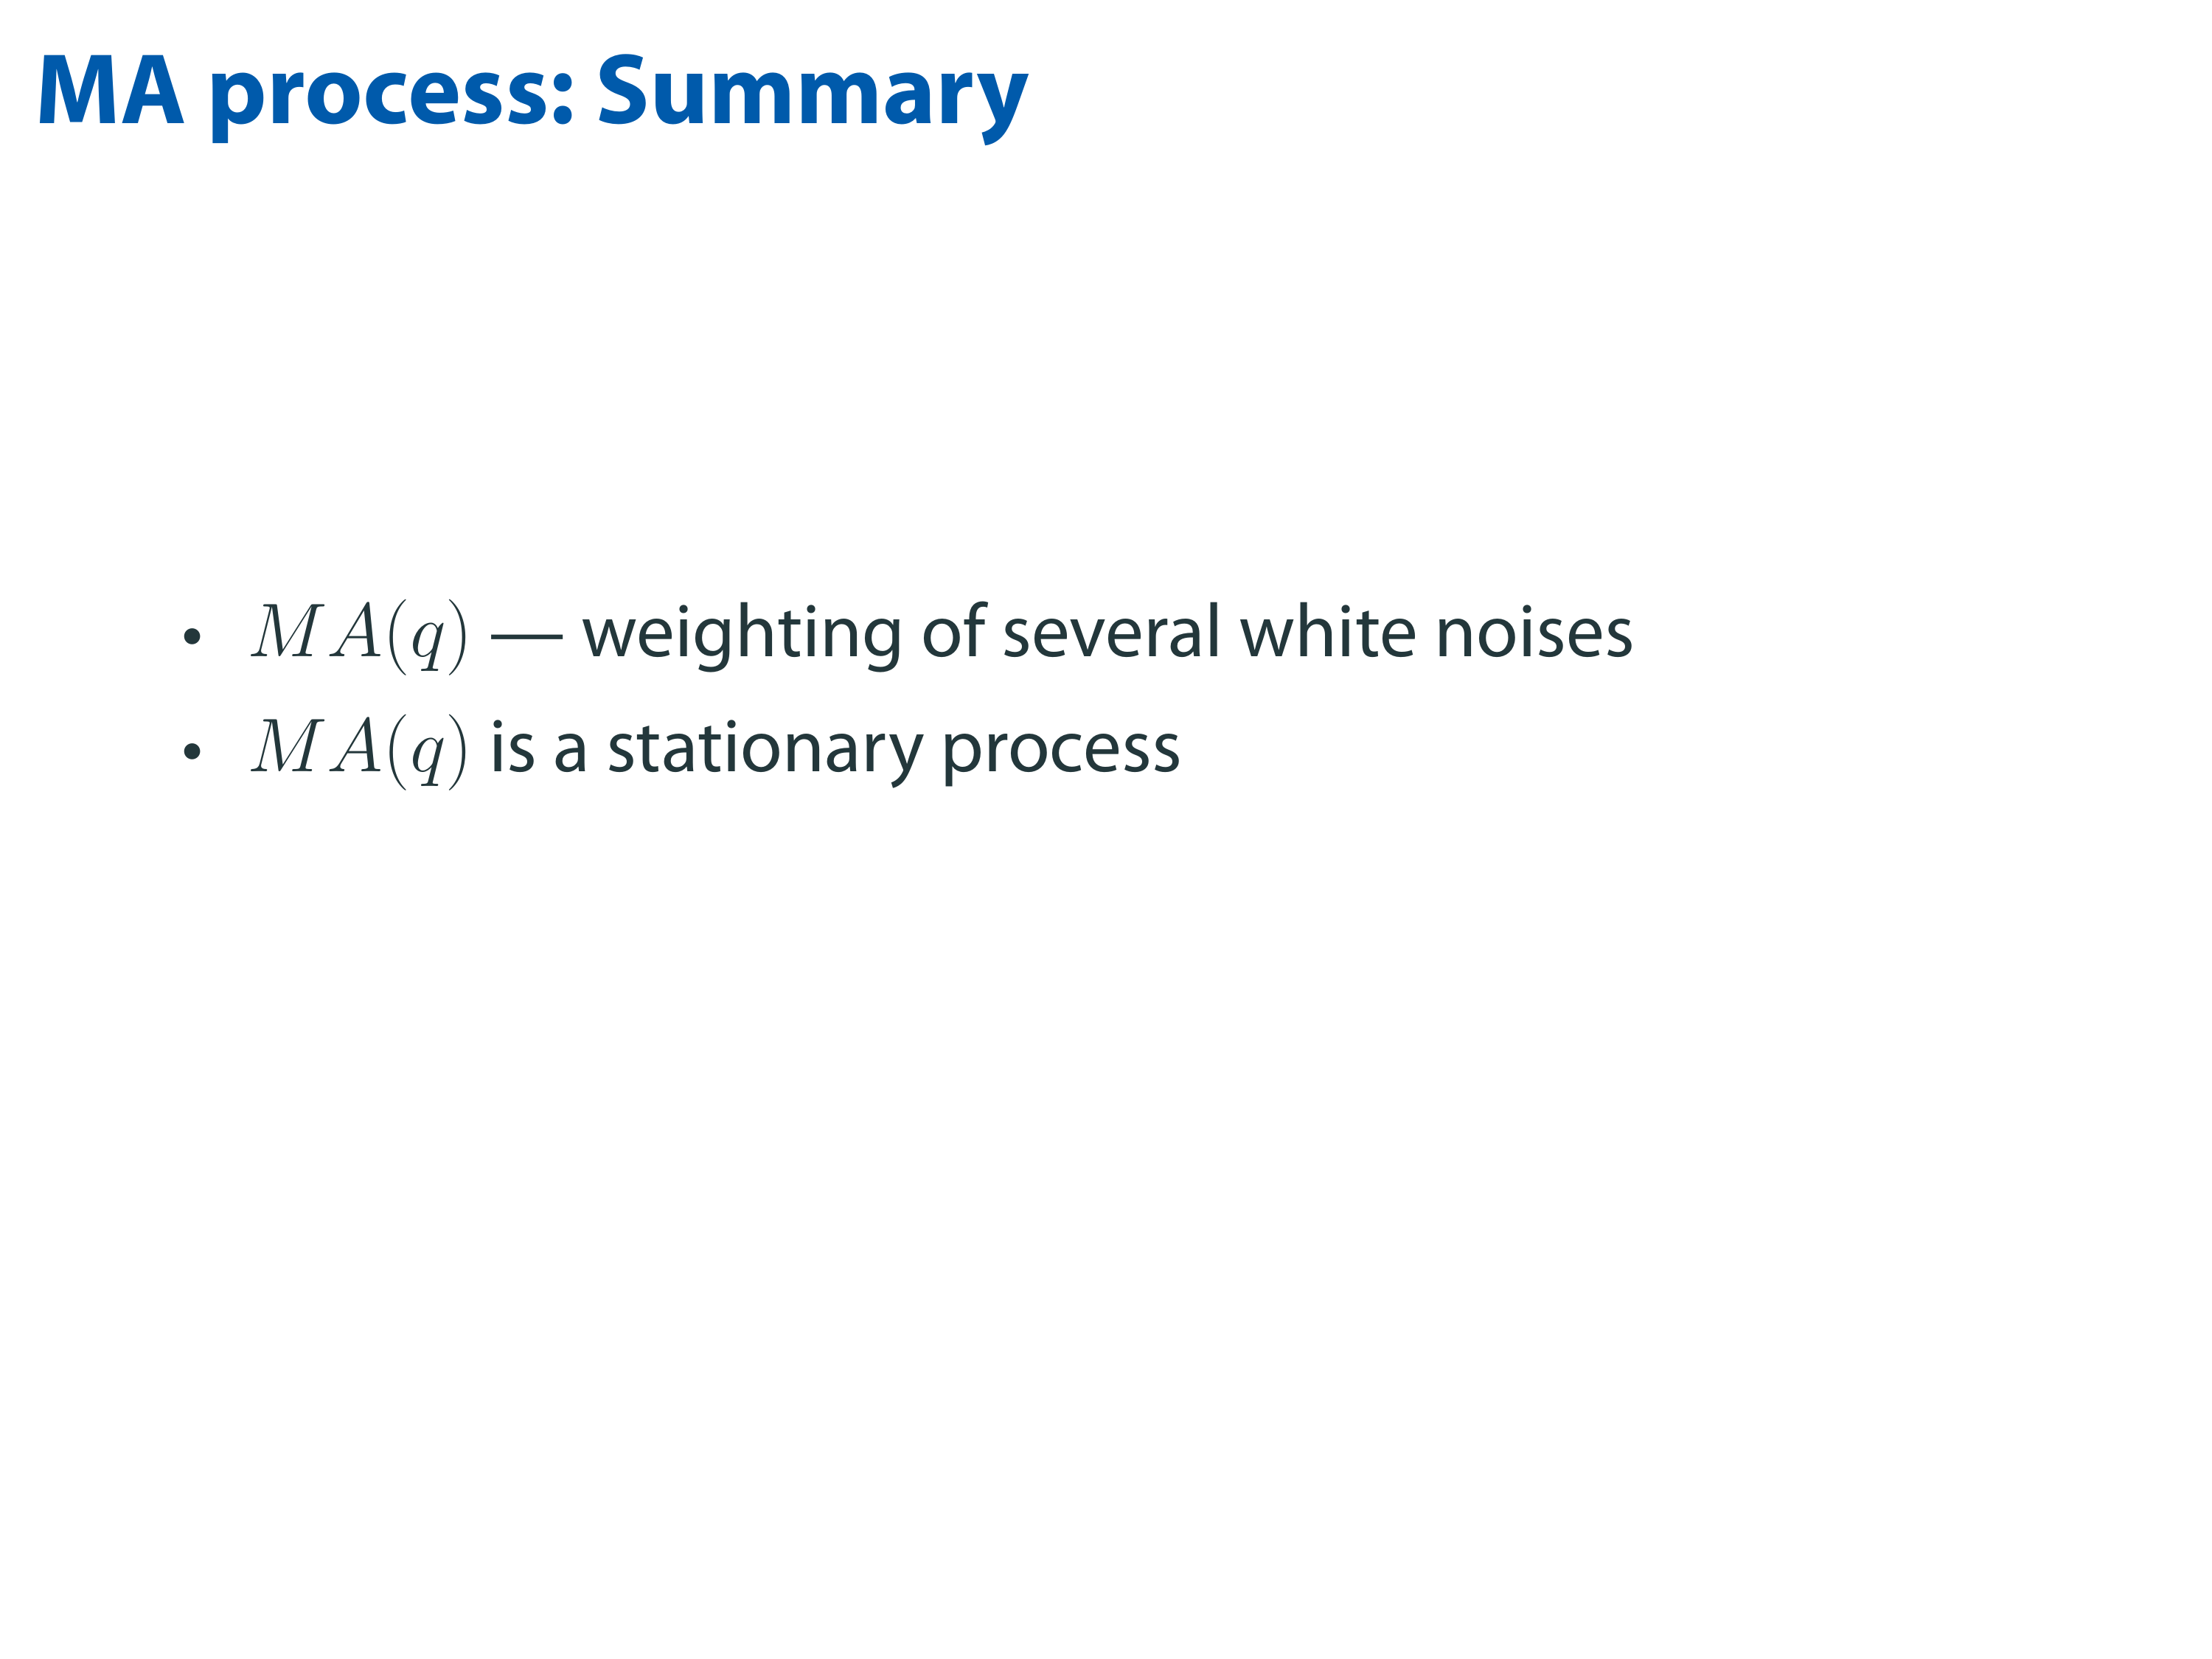 MA process: Summary
• MA(q) — weighting of several white noises
• MA(q) is a stationary process